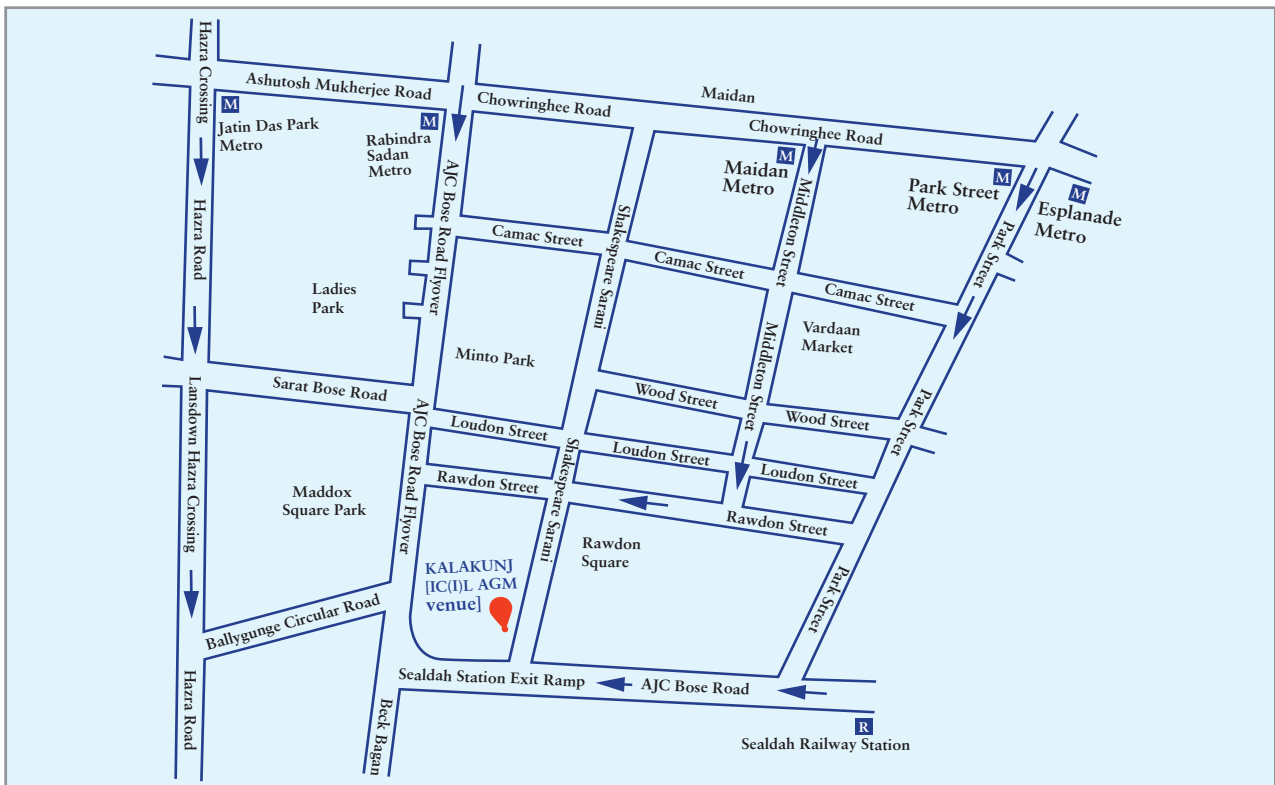 Hazra Crossing
Ashutosh Mukherjee Road
Chowringhee Road
Maidan
Chowringhee Road
M
Jatin Das Park
Metro
M
Rabindra
Sadan
Metro
M
Maidan
Metro
M
Park Street
Metro
M
Esplanade
Metro
Hazra Road
AJC Bose Road Flyover
Shakespeare Sarani
Middleton Street
Park Street
Camac Street
Camac Street
Camac Street
Ladies
Park
Minto Park
Vardaan
Market
Middleton Street
Sarat Bose Road
Wood Street
Wood Street
Park Street
Lansdown Hazra Crossing
AJC Bose Road Flyover
Loudon Street
Loudon Street
Loudon Street
Shakespeare Sarani
Rawdon Street
Rawdon Street
Maddox
Square Park
Rawdon
Square
KALAKUNJ
[IC(I)L AGM
venue]
Park Street
Ballygunge Circular Road
Sealdah Station Exit Ramp
AJC Bose Road
Hazra Road
Beck Bagan
R
Sealdah Railway Station